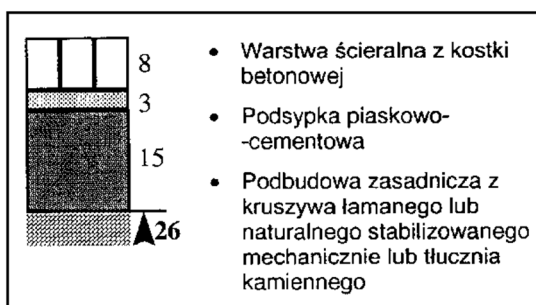 8
3
15
26
• Warstwa ścieralna z kostki
betonowej
• Podsypka piaskowo-
-cementowa
• Podbudowa zasadnicza z
kruszywa łamanego lub
naturalnego stabilizowanego
mechanicznie lub tłucznia
kamiennego